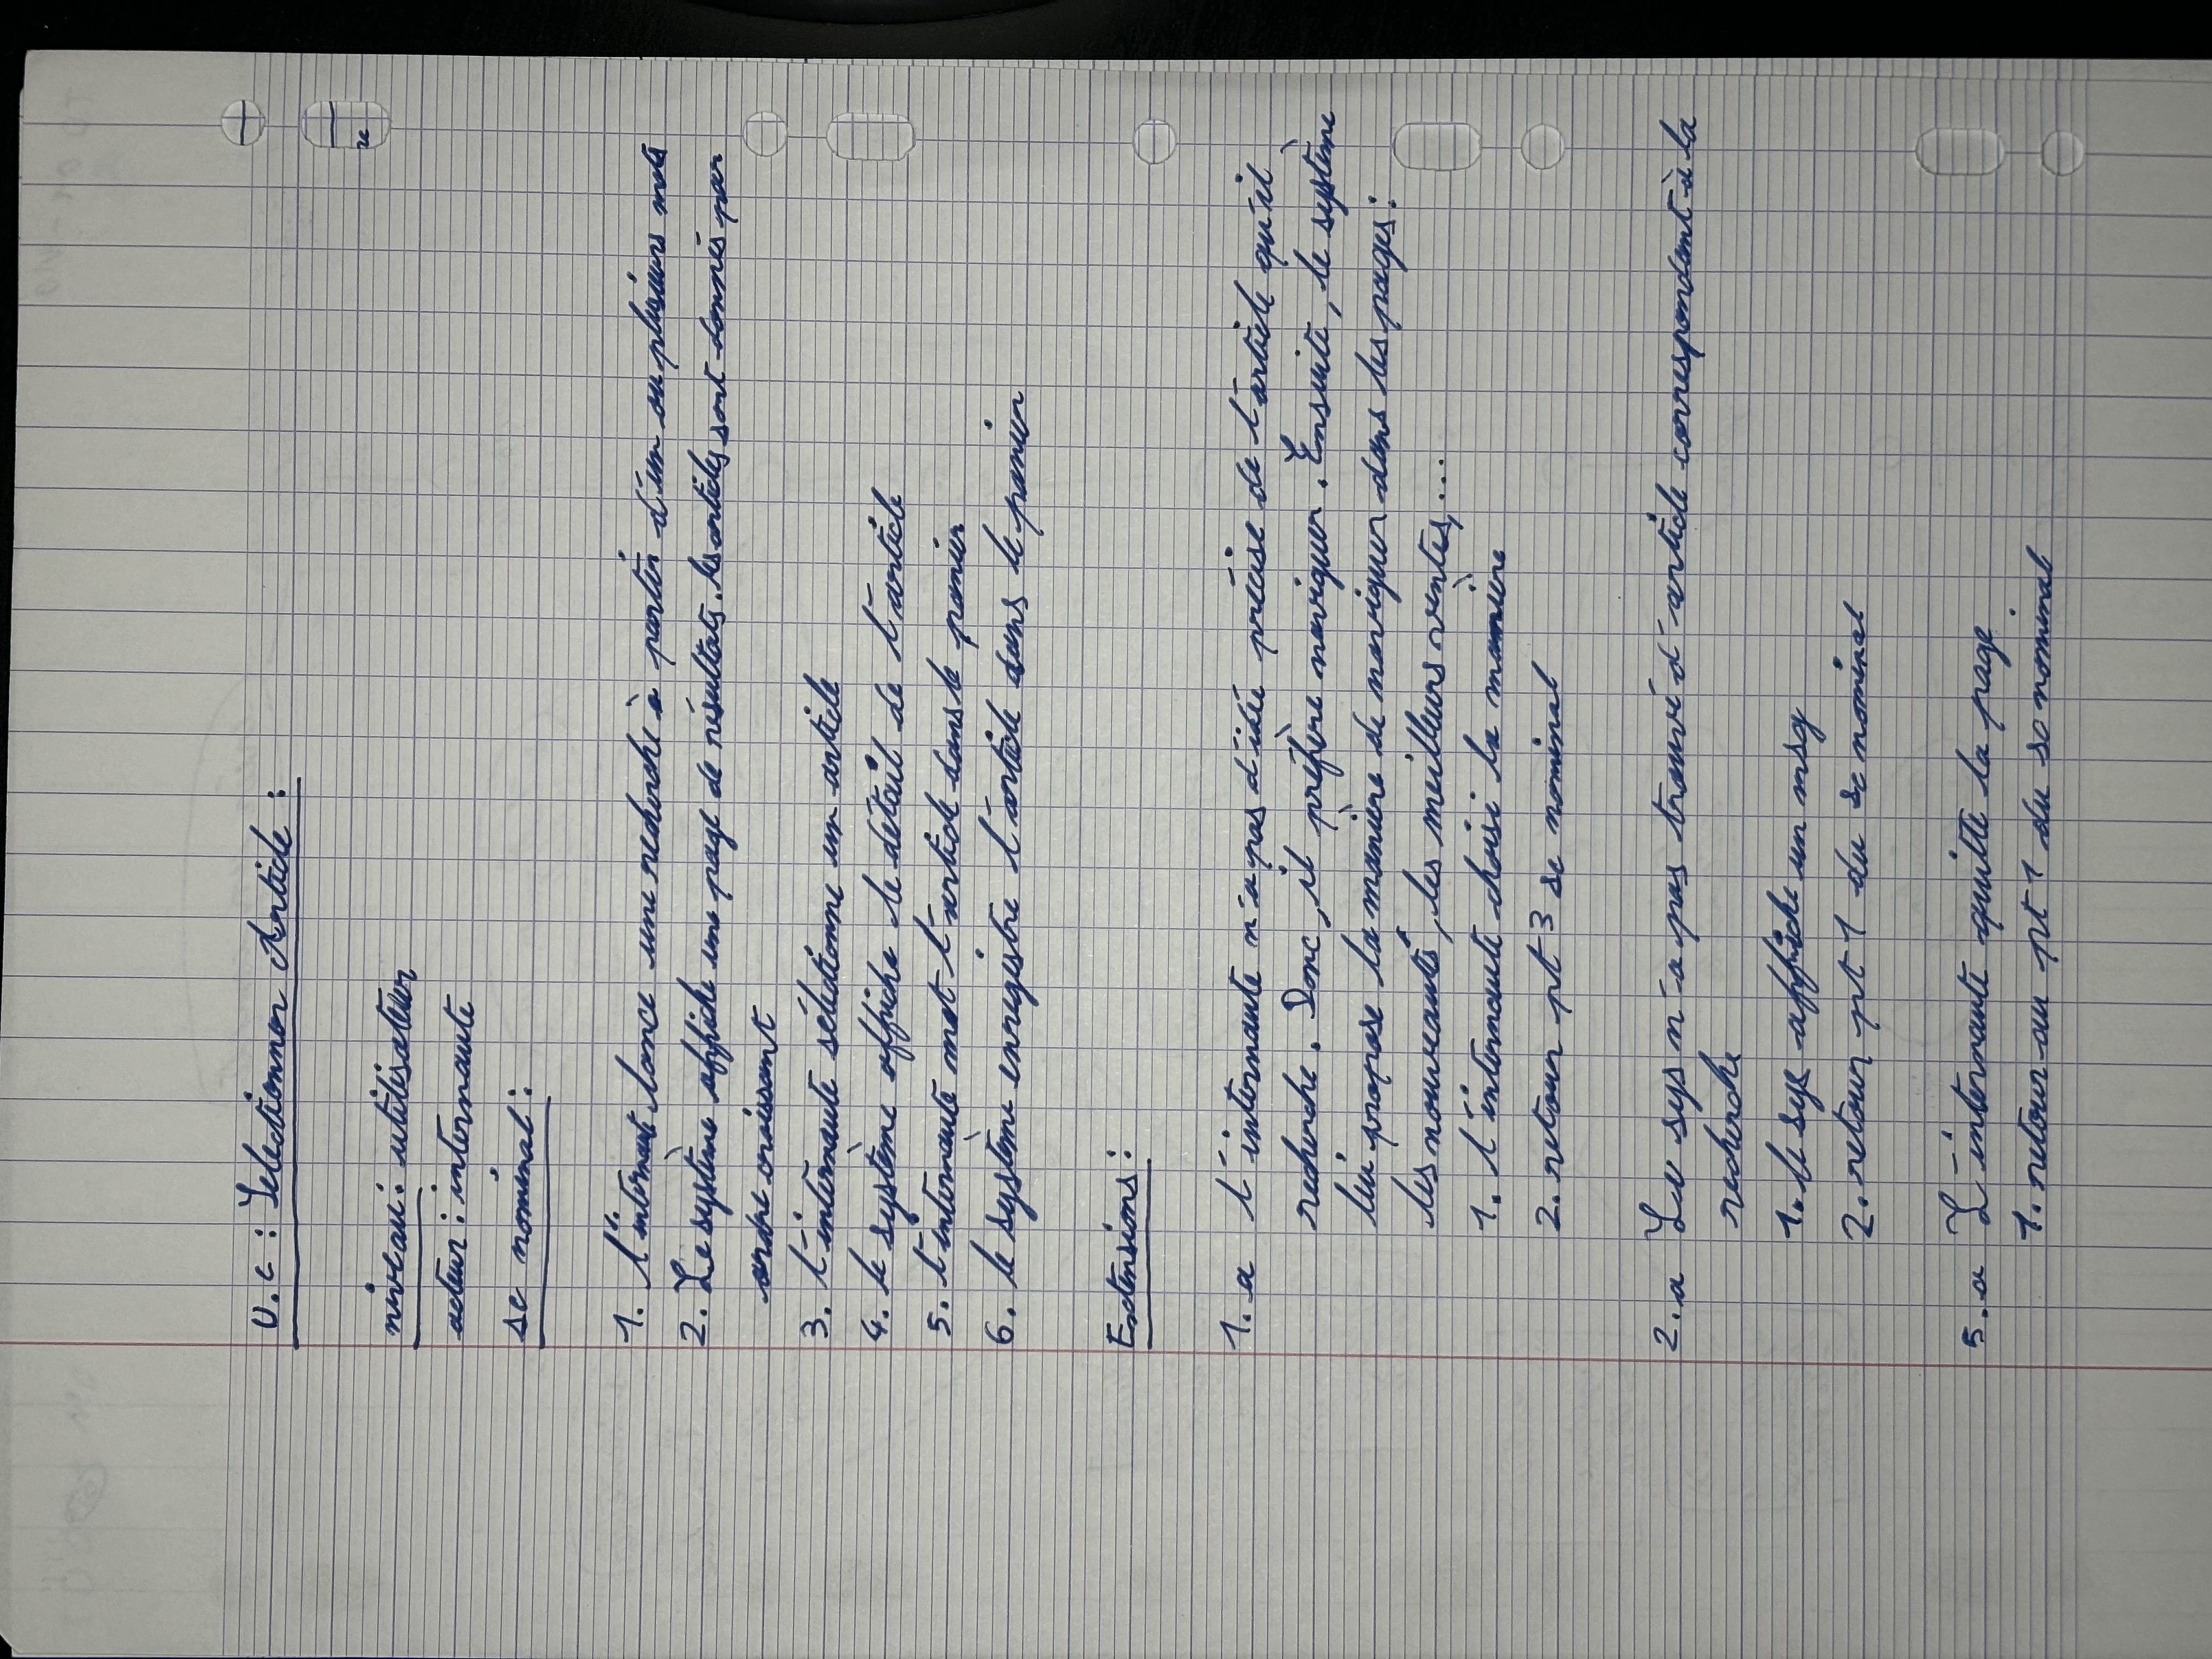 U.C : Selectionner Article :
niveau : utilisateur
acteur : internaute
sc nominal :
1. l'internaute lance une recherche à partir d'un ou plusieurs mots
2. Le système affiche une page de résultats. les articles sont donnés par
ordre croissant
3. l'internaute sélectionne un article
4. le système affiche le détail de l'article
5. l'internaute met l'article dans le panier
6. le système enregistre l'article dans le panier
Extensions :
1. a l'internaute n'a pas d'idée précise de l'article qu'il
recherche. Donc, il préfère naviguer. Ensuite, le système
lui propose la manière de naviguer dans les pages :
les nouveautés, les meilleurs ventes, ...
1. l'internaute choisi la manière
2. retour pt 3 sc nominal
2. a Le sys n'a pas trouvé d'article correspondant à la
recherche
1. le sys affiche un msg
2. retour pt 1 du sc nominal
5. a L'internaute quitte la page
1. retour au pt 1 du sc nominal